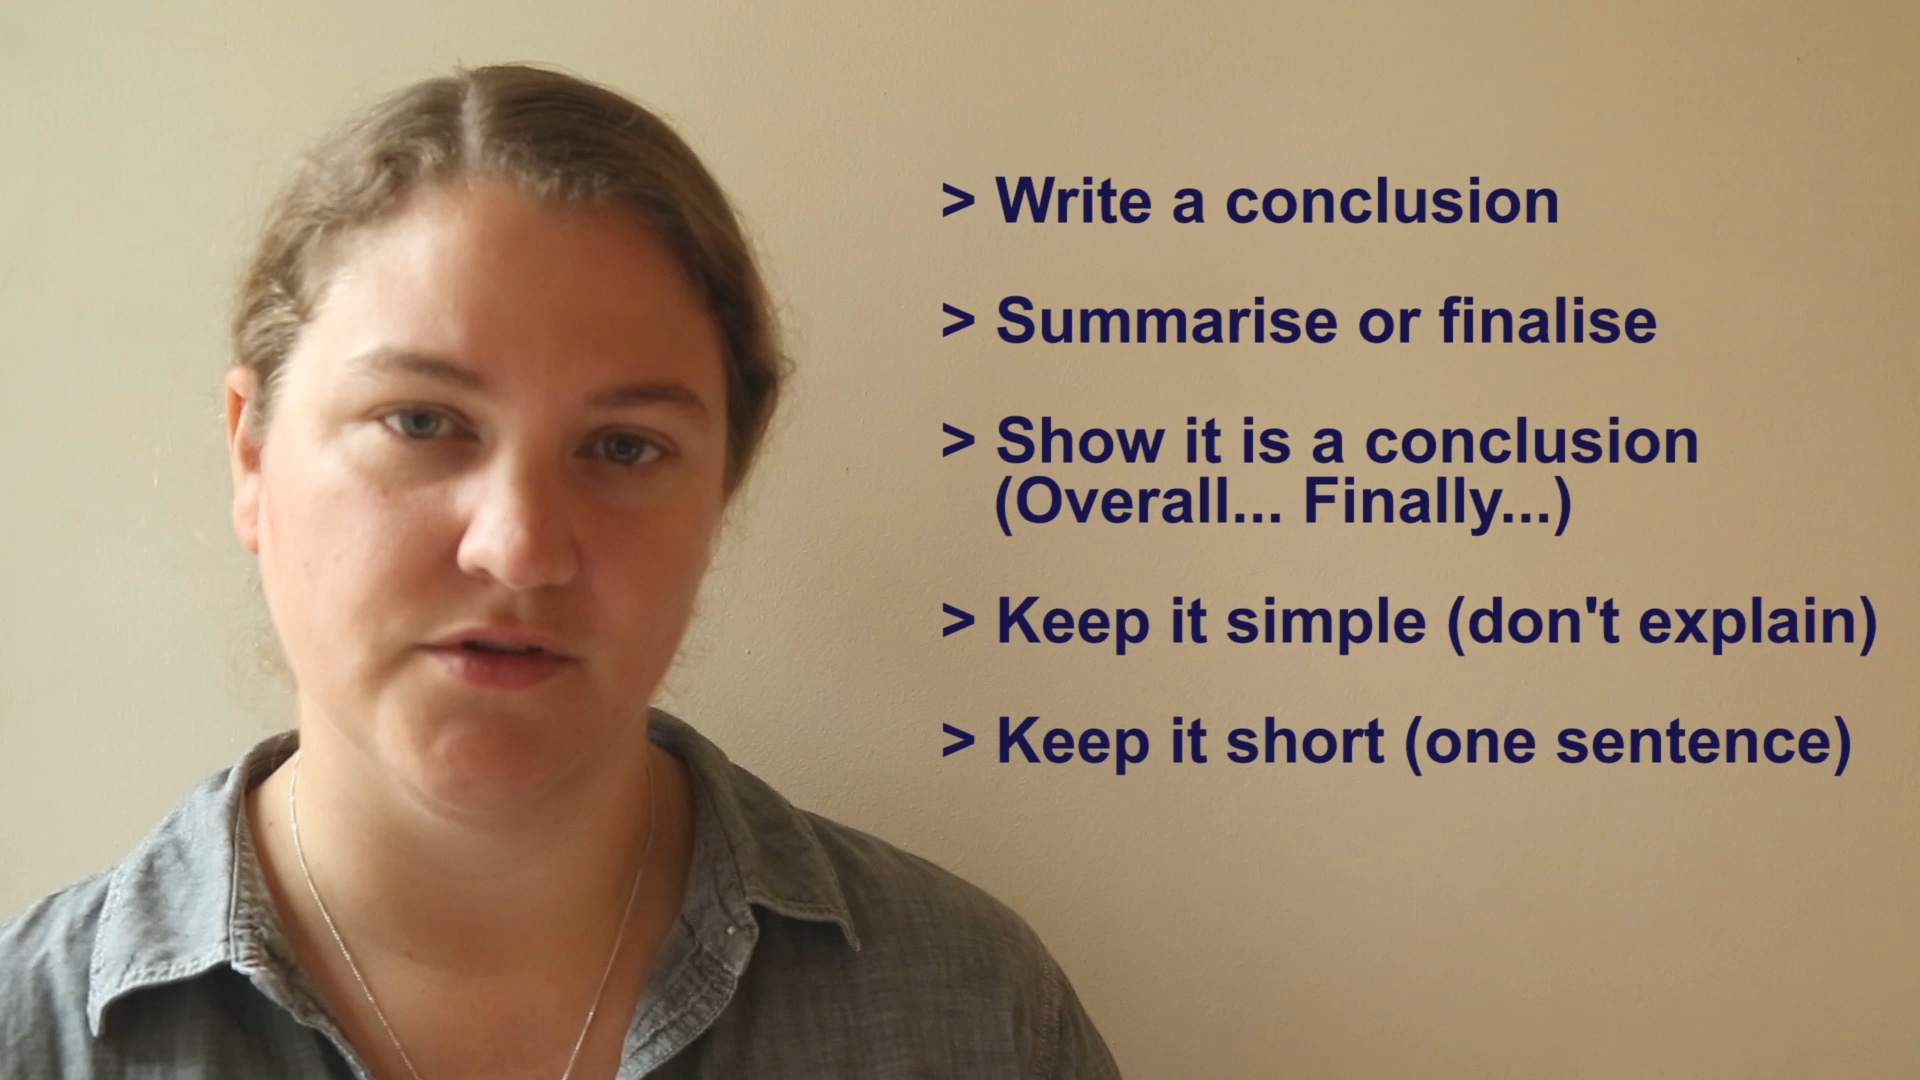 > Write a conclusion
> Summarise or finalise
> Show it is a conclusion
(Overall... Finally...)
> Keep it simple (don't explain)
> Keep it short (one sentence)